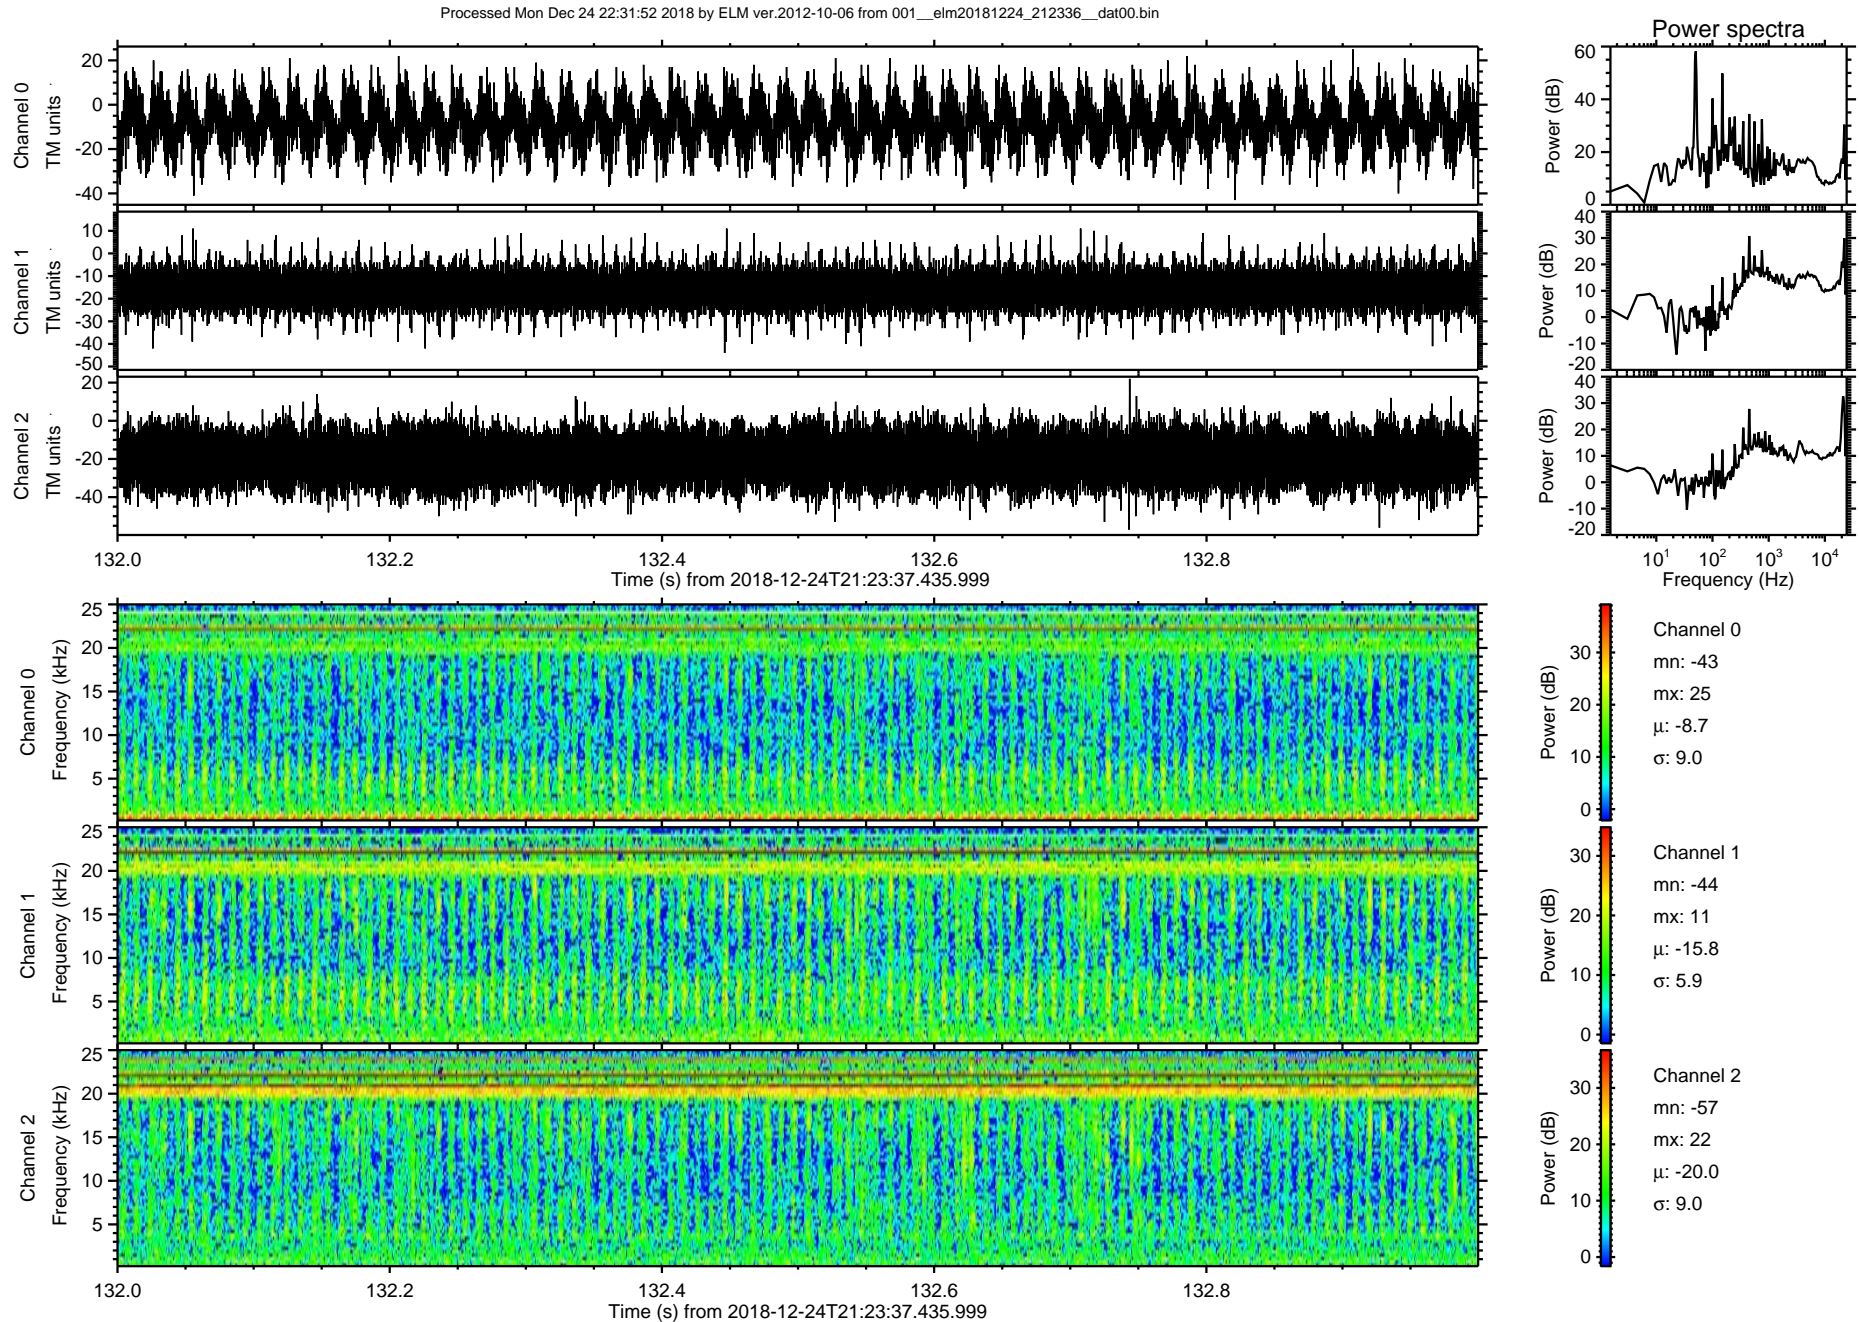 Processed Mon Dec 24 22:31:52 2018 by ELM ver.2012-10-06 from 001__elm20181224_212336__dat00.bin
Power spectra
Channel 0
TM units
20
0
-20
-40
Power (dB)
60
40
20
0
Channel 1
TM units
10
0
-10
-20
-30
-40
-50
Power (dB)
40
30
20
10
0
-10
-20
Channel 2
TM units
20
0
-20
-40
Power (dB)
40
30
20
10
0
-10
-20
132.0 132.2 132.4 132.6 132.8
Time (s) from 2018-12-24T21:23:37.435.999
10¹ 10² 10³ 10⁴
Frequency (Hz)
Channel 0
Frequency (kHz)
25
20
15
10
5
Power (dB)
30
20
10
0
Channel 0
mn: -43
mx: 25
µ: -8.7
σ: 9.0
Channel 1
Frequency (kHz)
25
20
15
10
5
Power (dB)
30
20
10
0
Channel 1
mn: -44
mx: 11
µ: -15.8
σ: 5.9
Channel 2
Frequency (kHz)
25
20
15
10
5
Power (dB)
30
20
10
0
Channel 2
mn: -57
mx: 22
µ: -20.0
σ: 9.0
132.0 132.2 132.4 132.6 132.8
Time (s) from 2018-12-24T21:23:37.435.999